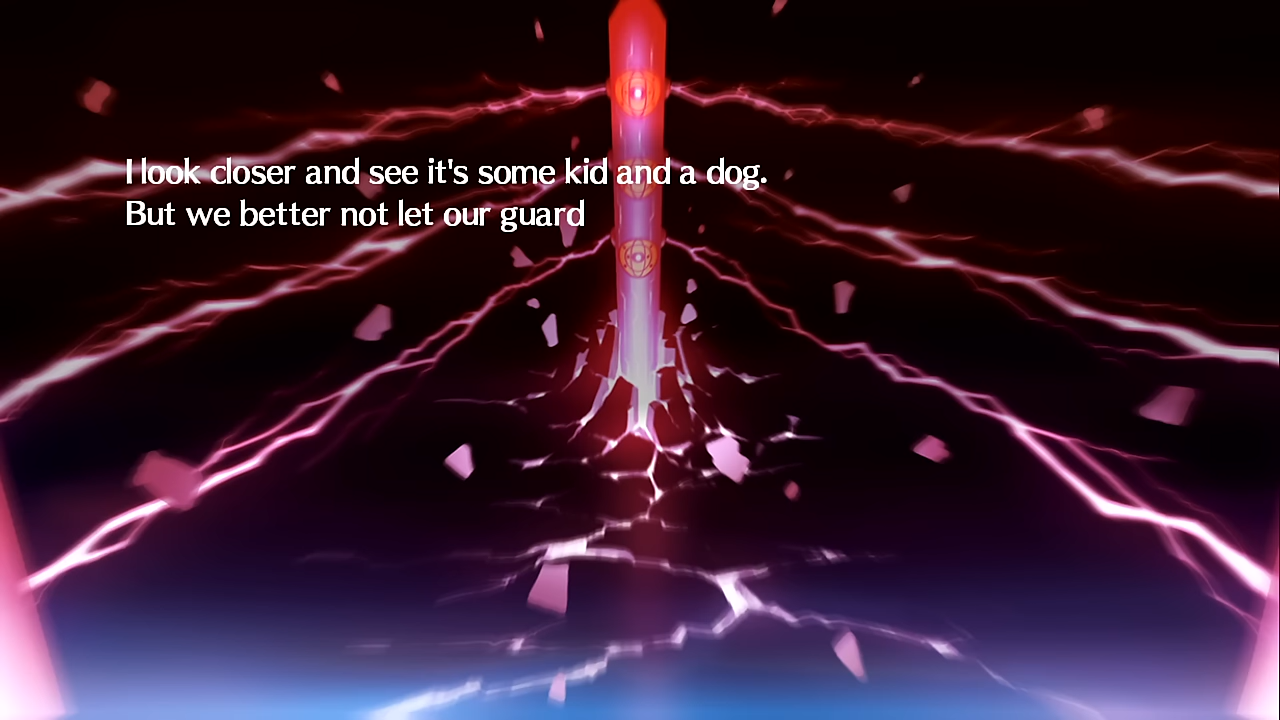 I look closer and see it's some kid and a dog.
But we better not let our guard